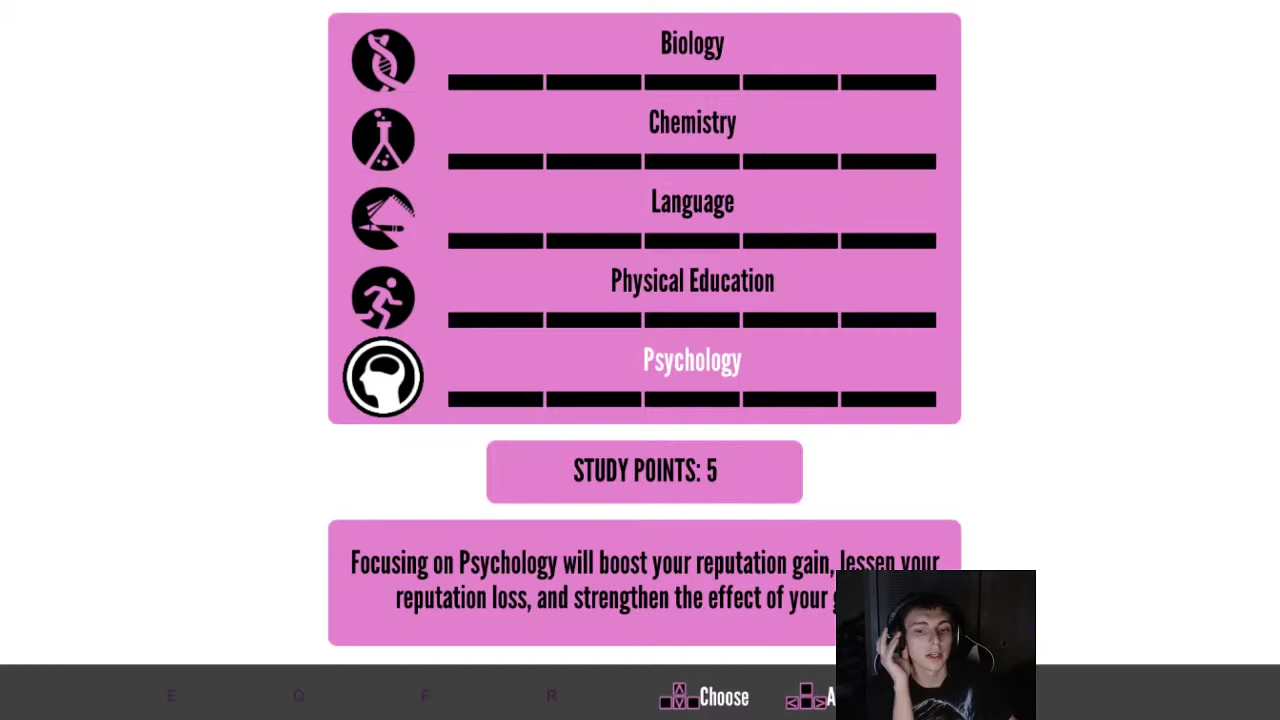 Biology
Chemistry
Language
Physical Education
Psychology
STUDY POINTS: 5
Focusing on Psychology will boost your reputation gain, lessen your
reputation loss, and strengthen the effect of your
E Q F R Choose